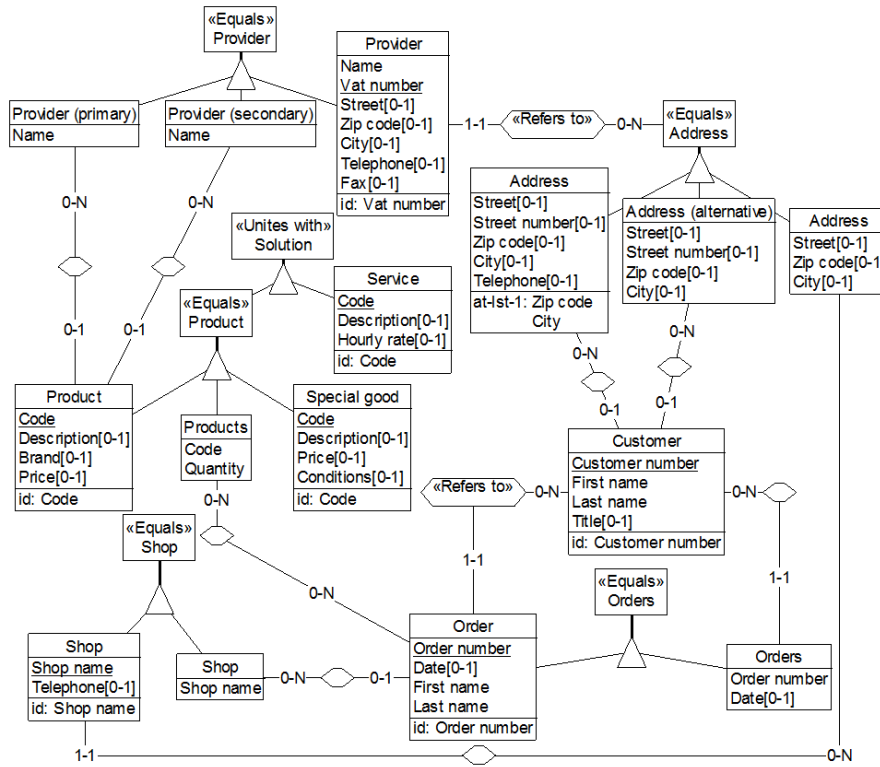 «Equals»
Provider
Provider
Name
Vat number
Street[0-1]
Zip code[0-1]
City[0-1]
Telephone[0-1]
Fax[0-1]
id: Vat number
Provider (primary)
Name
Provider (secondary)
Name
1-1
«Refers to»
0-N
«Equals»
Address
0-N
0-N
0-1
0-1
Address
Street[0-1]
Street number[0-1]
Zip code[0-1]
City[0-1]
Telephone[0-1]
at-lst-1: Zip code
City
Address (alternative)
Street[0-1]
Street number[0-1]
Zip code[0-1]
City[0-1]
Address
Street[0-1]
Zip code[0-1]
City[0-1]
«Unites with»
Solution
Service
Code
Description[0-1]
Hourly rate[0-1]
id: Code
«Equals»
Product
0-N
0-N
0-1
0-1
Product
Code
Description[0-1]
Brand[0-1]
Price[0-1]
id: Code
Products
Code
Quantity
Special good
Code
Description[0-1]
Price[0-1]
Conditions[0-1]
id: Code
Customer
Customer number
First name
Last name
Title[0-1]
id: Customer number
«Refers to»
0-N
0-N
0-N
1-1
1-1
«Equals»
Shop
0-N
«Equals»
Orders
Shop
Shop name
Telephone[0-1]
id: Shop name
Shop
Shop name
0-N
0-1
Order
Order number
Date[0-1]
First name
Last name
id: Order number
Orders
Order number
Date[0-1]
1-1
0-N